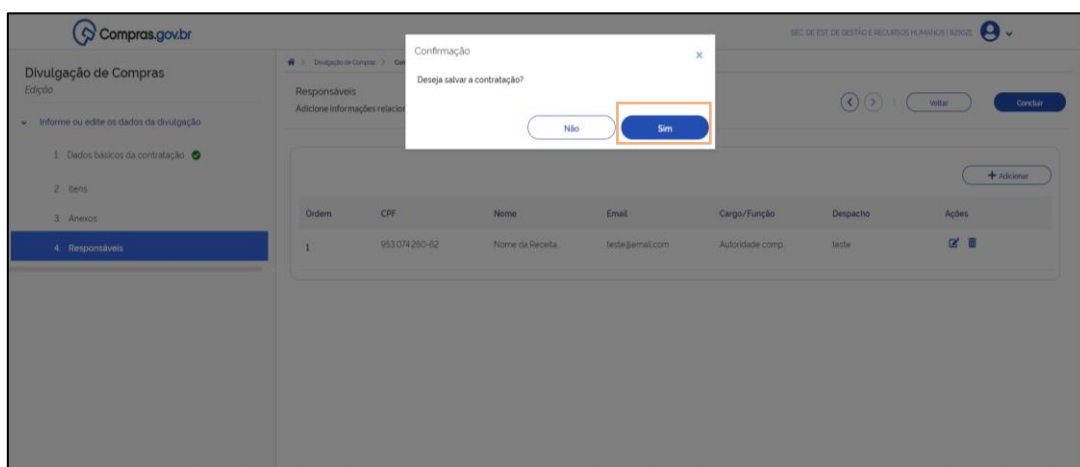 Compras.gov.br
SEC. DE EST. DE GESTÃO E RECURSOS HUMANOS
Divulgação de Compras
Edição
Informe ou edite os dados da divulgação
1. Dados básicos da contratação
2. Itens
3. Anexos
4. Responsáveis
Divulgação de Compras
Confirmação
Deseja salvar a contratação?
Não
Sim
Responsáveis
Adicione informações
Voltar
Concluir
Adicionar
Ordem CPF Nome Email Cargo/Função Despacho Ações
1 953.074.260-62 Nome da Receita... teste@email.com Autoridade comp... teste